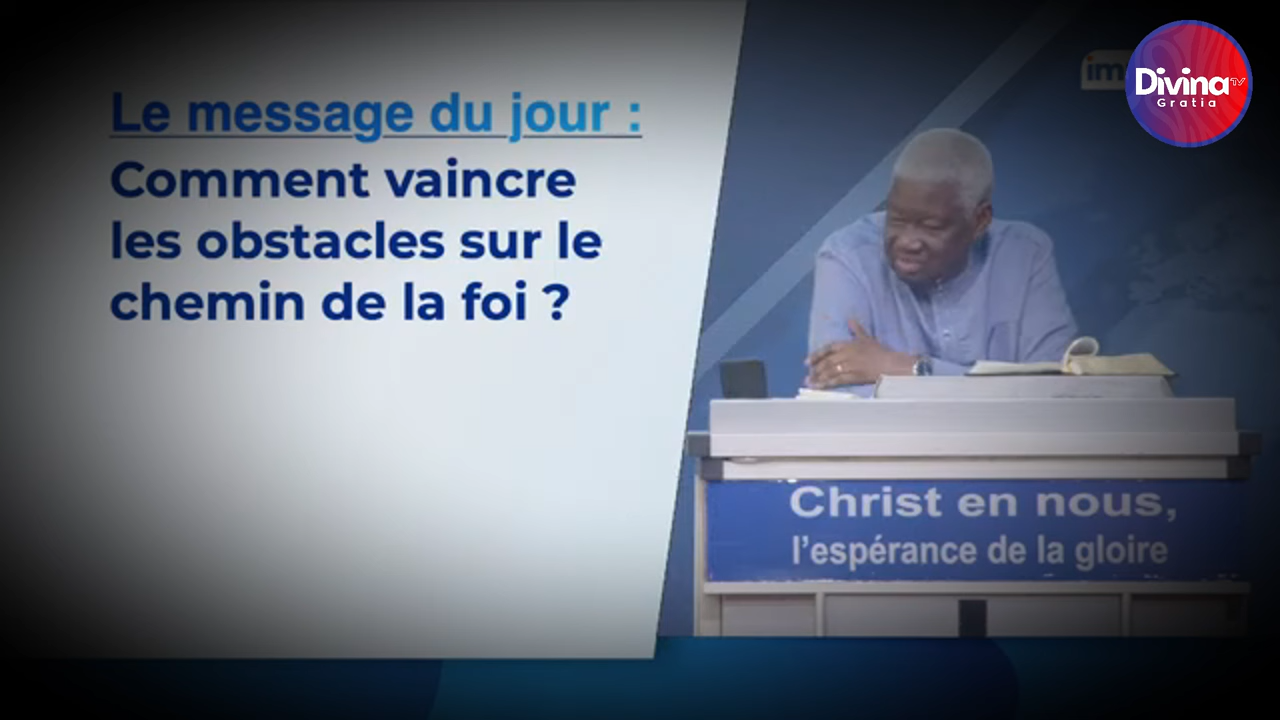 Le message du jour :
Comment vaincre
les obstacles sur le
chemin de la foi ?
Divina TV
Gratia
Christ en nous,
l'espérance de la gloire